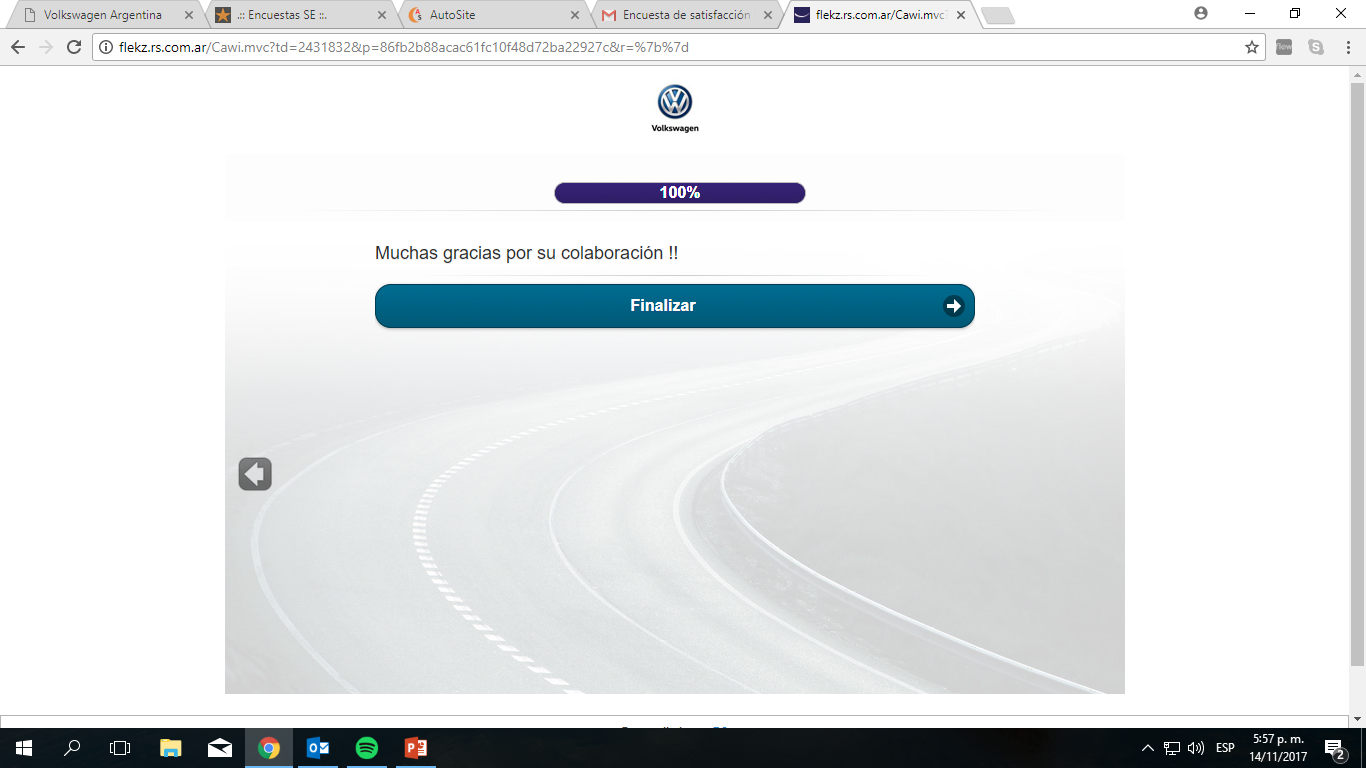 Volkswagen Argentina
.:: Encuestas SE ::.
AutoSite
Encuesta de satisfacción
flekz.rs.com.ar/Cawi.mvc
flekz.rs.com.ar/Cawi.mvc?td=2431832&p=86fb2b88acac61fc10f48d72ba22927c&r=%7b%7d
flow
Volkswagen
100%
Muchas gracias por su colaboración !!
Finalizar
ESP
5:57 p. m.
14/11/2017
2